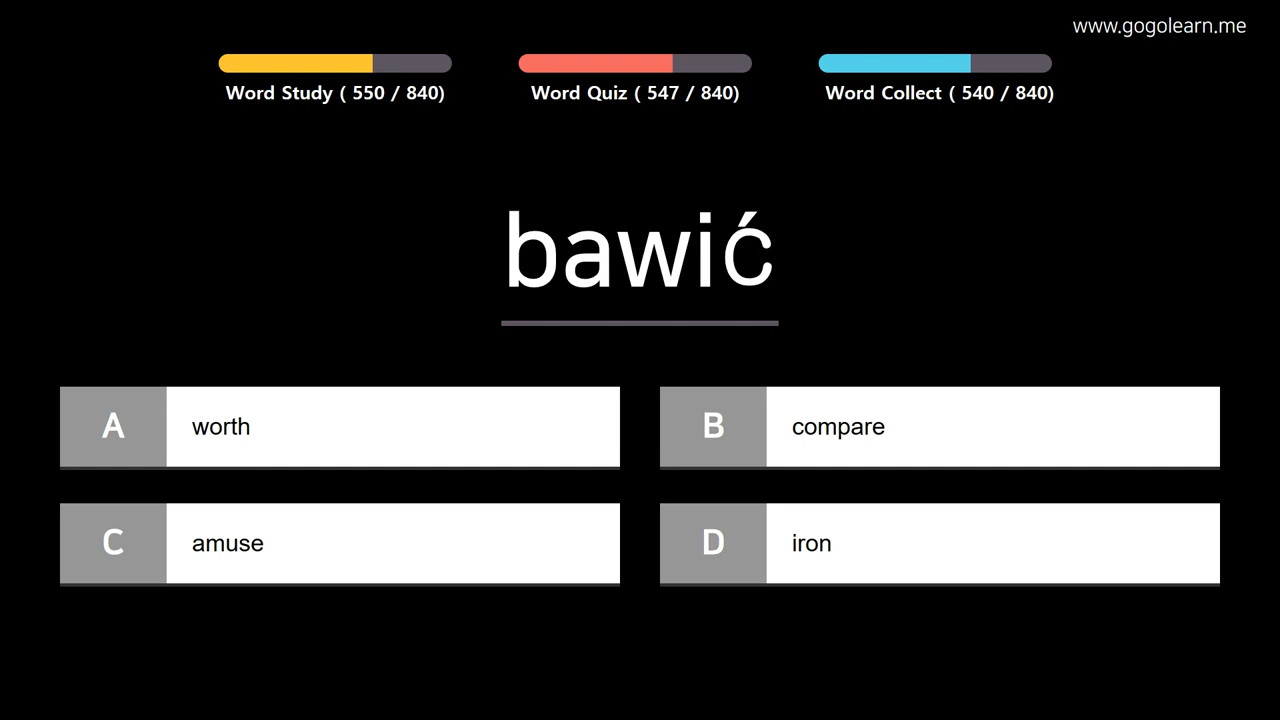 www.gogolearn.me
Word Study ( 550 / 840)
Word Quiz ( 547 / 840)
Word Collect ( 540 / 840)
bawić
A worth
B compare
C amuse
D iron